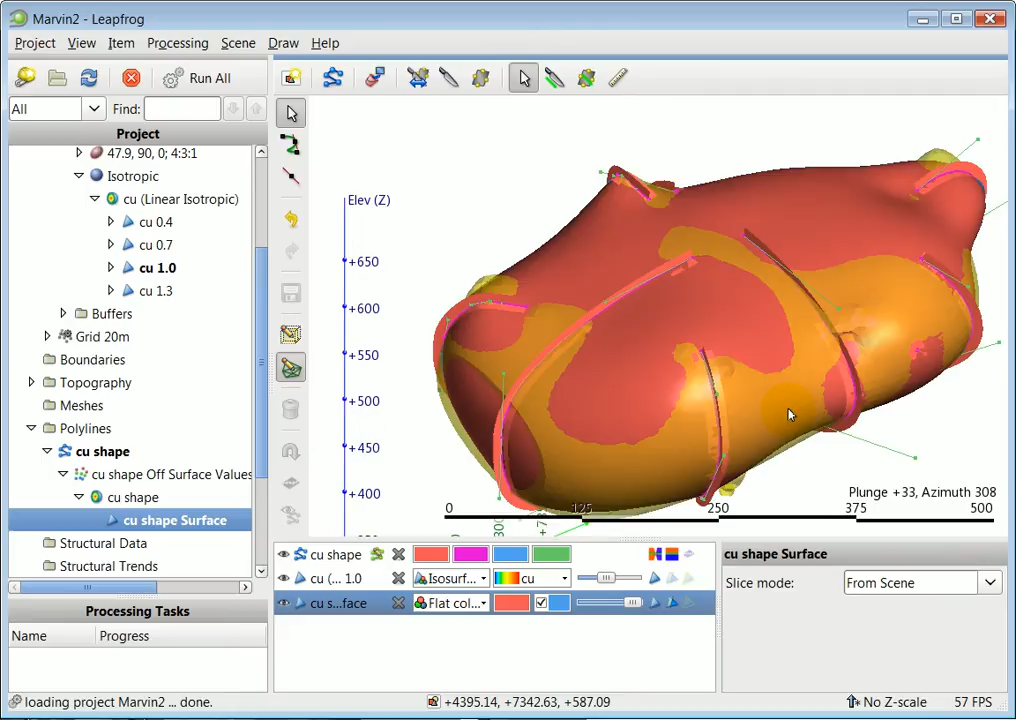 Marvin2 - Leapfrog
Project View Item Processing Scene Draw Help
Run All
All Find:
Project
47.9, 90, 0; 4:3:1
Isotropic
cu (Linear Isotropic)
cu 0.4
cu 0.7
cu 1.0
cu 1.3
Buffers
Grid 20m
Boundaries
Topography
Meshes
Polylines
cu shape
cu shape Off Surface Values
cu shape
cu shape Surface
Structural Data
Structural Trends
Processing Tasks
Name Progress
Elev (Z)
+650
+600
+550
+500
+450
+400
Plunge +33, Azimuth 308
0 125 250 375 500
cu shape
cu (... 1.0 Isosurf... cu
cu s...face Flat col...
cu shape Surface
Slice mode: From Scene
loading project Marvin2 ... done.
+4395.14, +7342.63, +587.09
No Z-scale
57 FPS